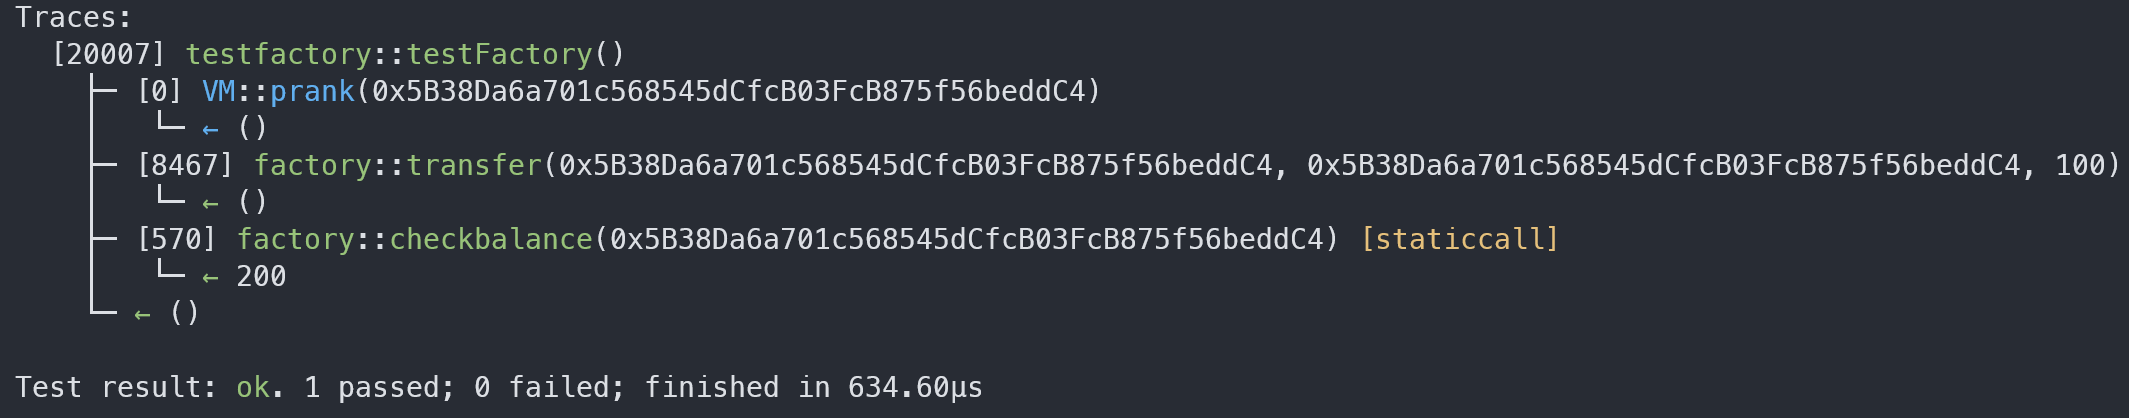 Traces:
[20007] testfactory::testFactory()
├─ [0] VM::prank(0x5B38Da6a701c568545dCfcB03FcB875f56beddC4)
│   └─ ← ()
├─ [8467] factory::transfer(0x5B38Da6a701c568545dCfcB03FcB875f56beddC4, 0x5B38Da6a701c568545dCfcB03FcB875f56beddC4, 100)
│   └─ ← ()
├─ [570] factory::checkbalance(0x5B38Da6a701c568545dCfcB03FcB875f56beddC4) [staticcall]
│   └─ ← 200
└─ ← ()
Test result: ok. 1 passed; 0 failed; finished in 634.60µs